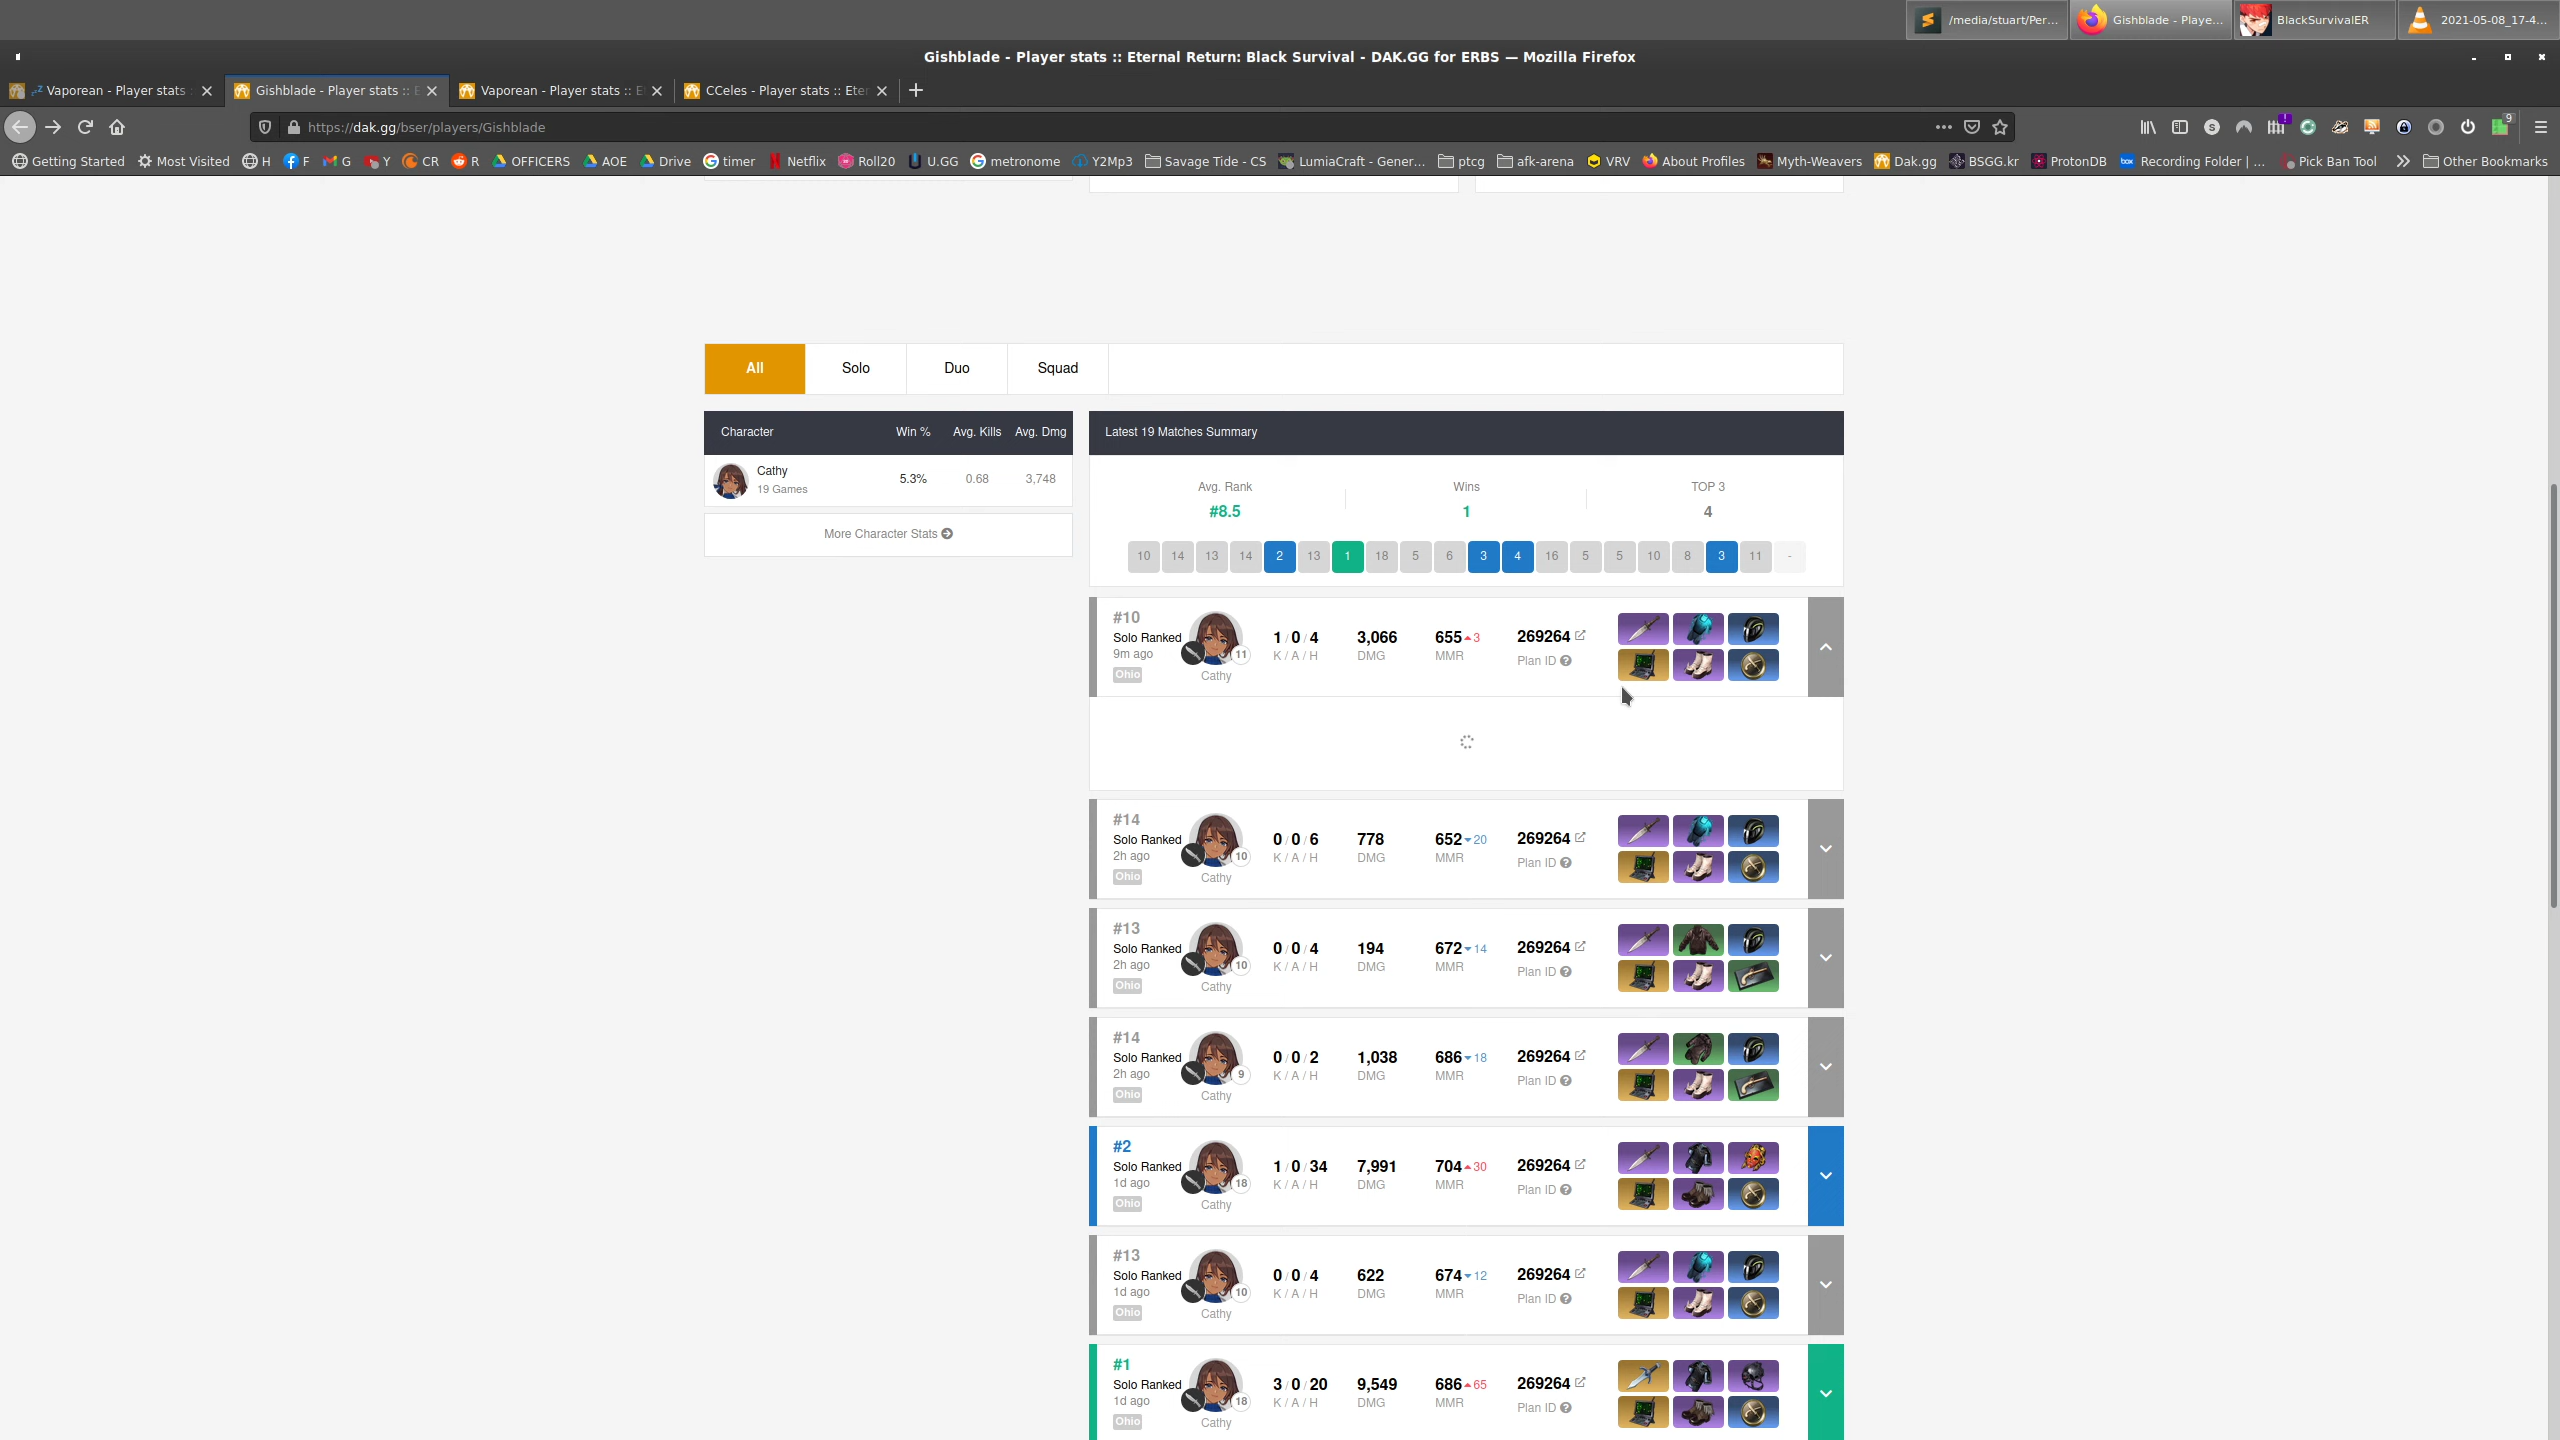 /media/stuart/Per...
Gishblade - Playe...
BlackSurvivalER
2021-05-08_17-4...
Gishblade - Player stats :: Eternal Return: Black Survival - DAK.GG for ERBS — Mozilla Firefox
Vaporean - Player stats
Gishblade - Player stats :: E
Vaporean - Player stats :: E
CCeles - Player stats :: Eter
https://dak.gg/bser/players/Gishblade
9
Getting Started
Most Visited
H
F
G
Y
CR
R
OFFICERS
AOE
Drive
timer
Netflix
Roll20
U.GG
metronome
Y2Mp3
Savage Tide - CS
LumiaCraft - Gener...
ptcg
afk-arena
VRV
About Profiles
Myth-Weavers
Dak.gg
BSGG.kr
ProtonDB
Recording Folder | ...
Pick Ban Tool
Other Bookmarks
All Solo Duo Squad
Character Win % Avg. Kills Avg. Dmg
Cathy
19 Games
5.3% 0.68 3,748
More Character Stats
Latest 19 Matches Summary
Avg. Rank Wins TOP 3
#8.5 1 4
10 14 13 14 2 13 1 18 5 6 3 4 16 5 5 10 8 3 11 -
#10
Solo Ranked
9m ago
Ohio
11
Cathy
1 / 0 / 4 3,066 655 3 269264
K / A / H DMG MMR Plan ID ?
#14
Solo Ranked
2h ago
Ohio
10
Cathy
0 / 0 / 6 778 652 20 269264
K / A / H DMG MMR Plan ID ?
#13
Solo Ranked
2h ago
Ohio
10
Cathy
0 / 0 / 4 194 672 14 269264
K / A / H DMG MMR Plan ID ?
#14
Solo Ranked
2h ago
Ohio
9
Cathy
0 / 0 / 2 1,038 686 18 269264
K / A / H DMG MMR Plan ID ?
#2
Solo Ranked
1d ago
Ohio
18
Cathy
1 / 0 / 34 7,991 704 30 269264
K / A / H DMG MMR Plan ID ?
#13
Solo Ranked
1d ago
Ohio
10
Cathy
0 / 0 / 4 622 674 12 269264
K / A / H DMG MMR Plan ID ?
#1
Solo Ranked
1d ago
Ohio
18
Cathy
3 / 0 / 20 9,549 686 65 269264
K / A / H DMG MMR Plan ID ?